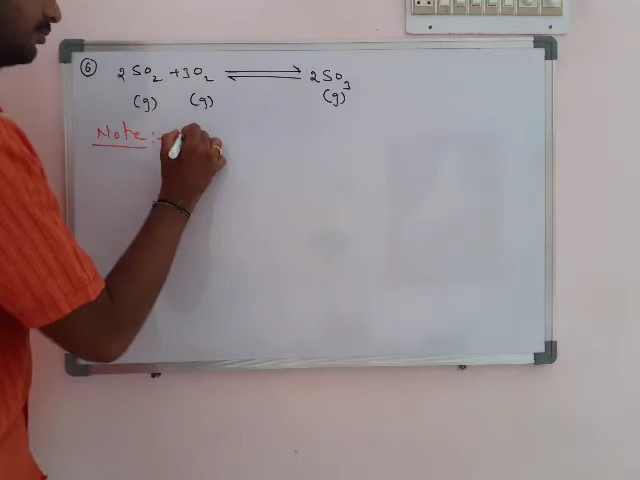 ⑥ 2SO₂ + 3O₂ ⇌ 2SO₃
(g) (g) (g)
Note :-